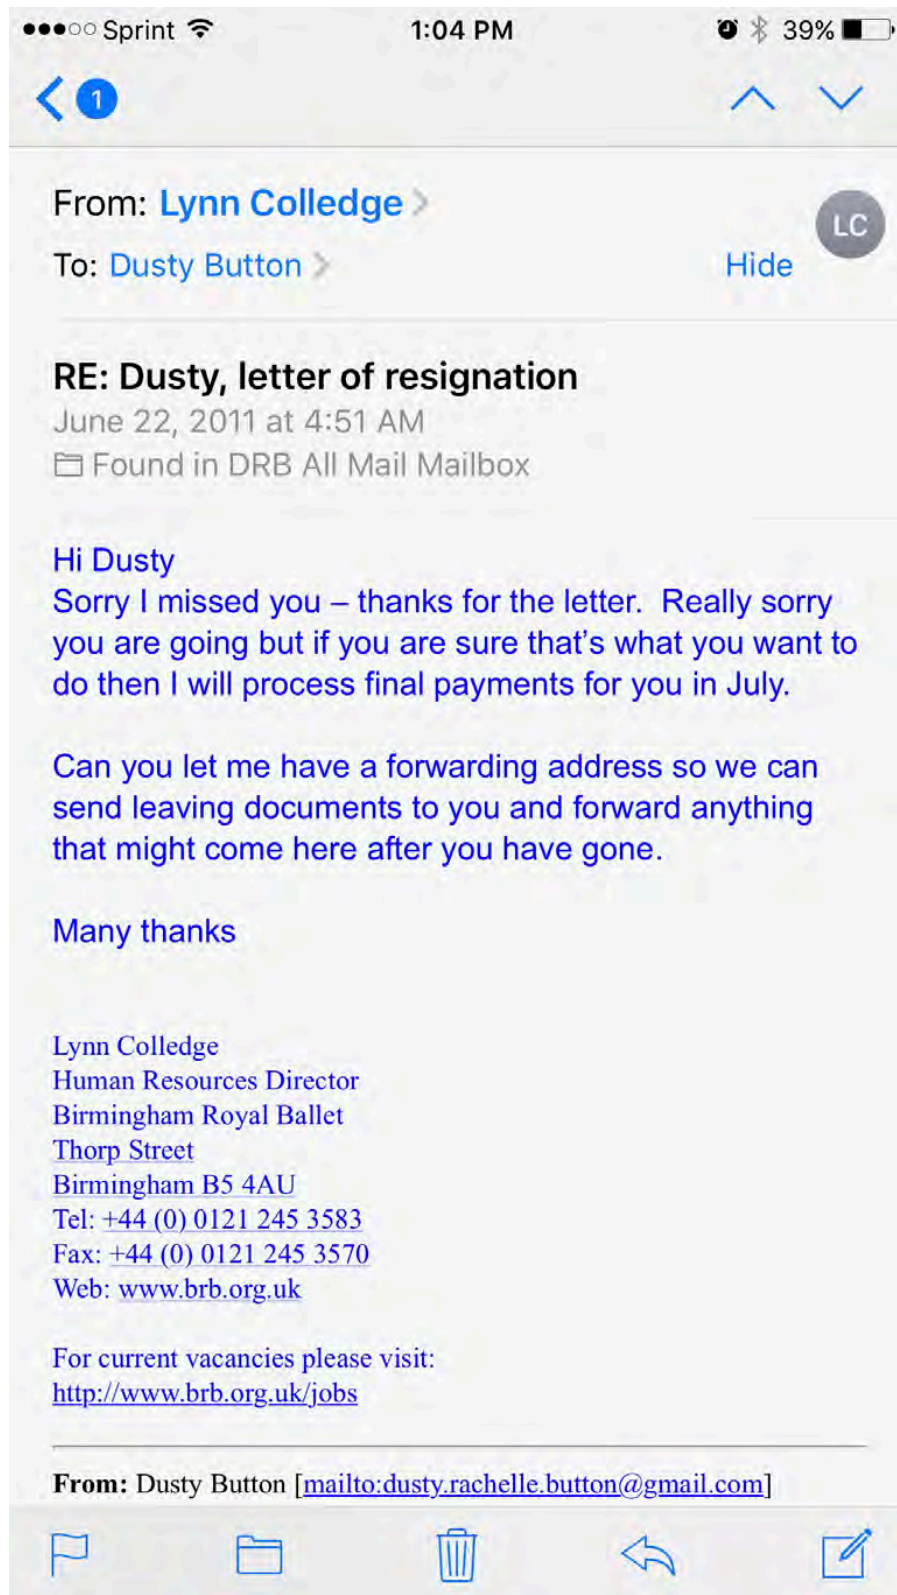 Sprint 1:04 PM 39%
1
From: Lynn Colledge
LC
To: Dusty Button Hide
RE: Dusty, letter of resignation
June 22, 2011 at 4:51 AM
Found in DRB All Mail Mailbox
Hi Dusty
Sorry I missed you – thanks for the letter.  Really sorry
you are going but if you are sure that's what you want to
do then I will process final payments for you in July.
Can you let me have a forwarding address so we can
send leaving documents to you and forward anything
that might come here after you have gone.
Many thanks
Lynn Colledge
Human Resources Director
Birmingham Royal Ballet
Thorp Street
Birmingham B5 4AU
Tel: +44 (0) 0121 245 3583
Fax: +44 (0) 0121 245 3570
Web: www.brb.org.uk
For current vacancies please visit:
http://www.brb.org.uk/jobs
From: Dusty Button [mailto:dusty.rachelle.button@gmail.com]